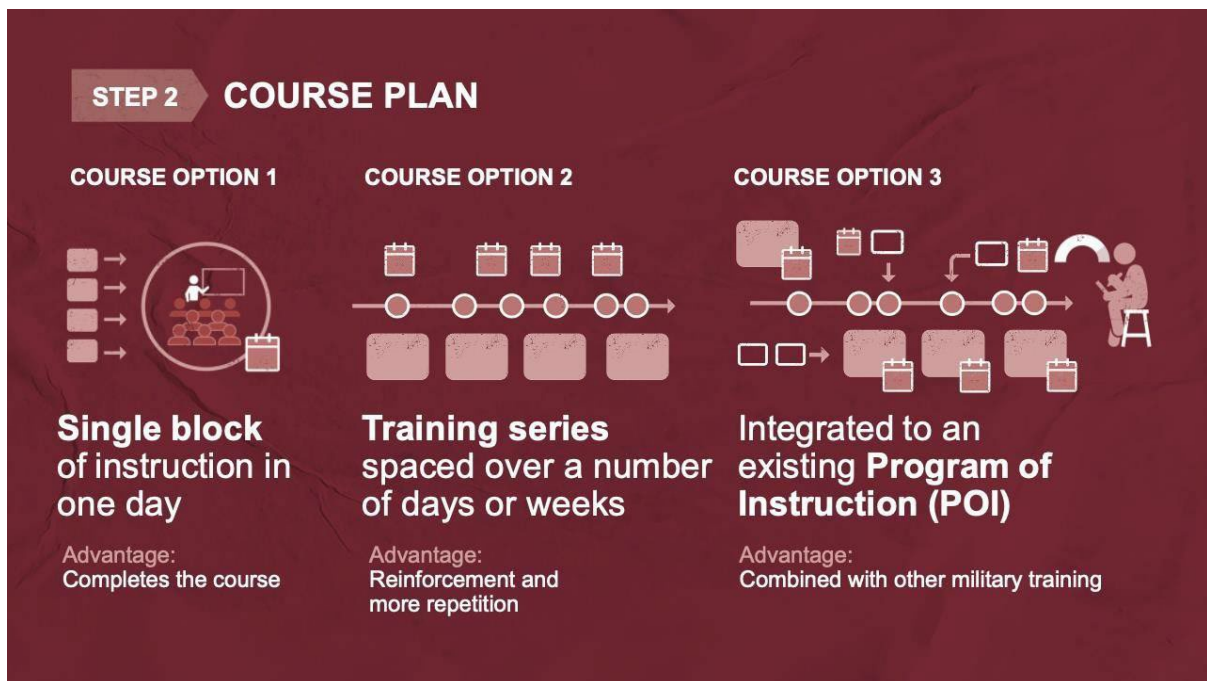 STEP 2
COURSE PLAN
COURSE OPTION 1
Single block
of instruction in
one day
Advantage:
Completes the course
COURSE OPTION 2
Training series
spaced over a number
of days or weeks
Advantage:
Reinforcement and
more repetition
COURSE OPTION 3
Integrated to an
existing Program of
Instruction (POI)
Advantage:
Combined with other military training